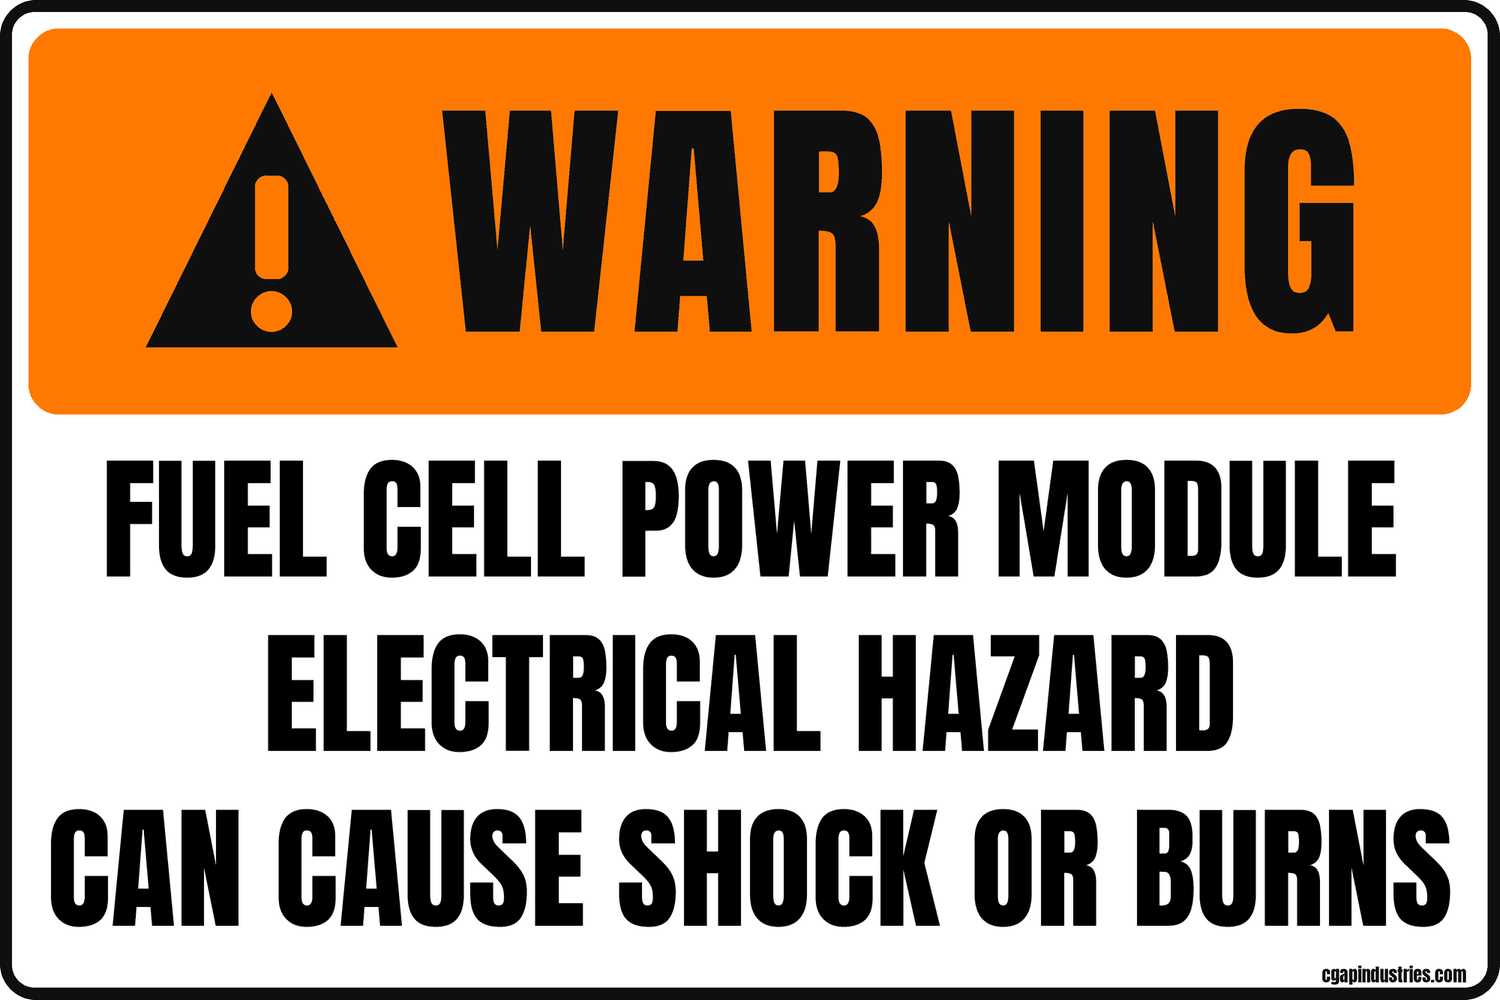 WARNING
FUEL CELL POWER MODULE
ELECTRICAL HAZARD
CAN CAUSE SHOCK OR BURNS
cgapindustries.com